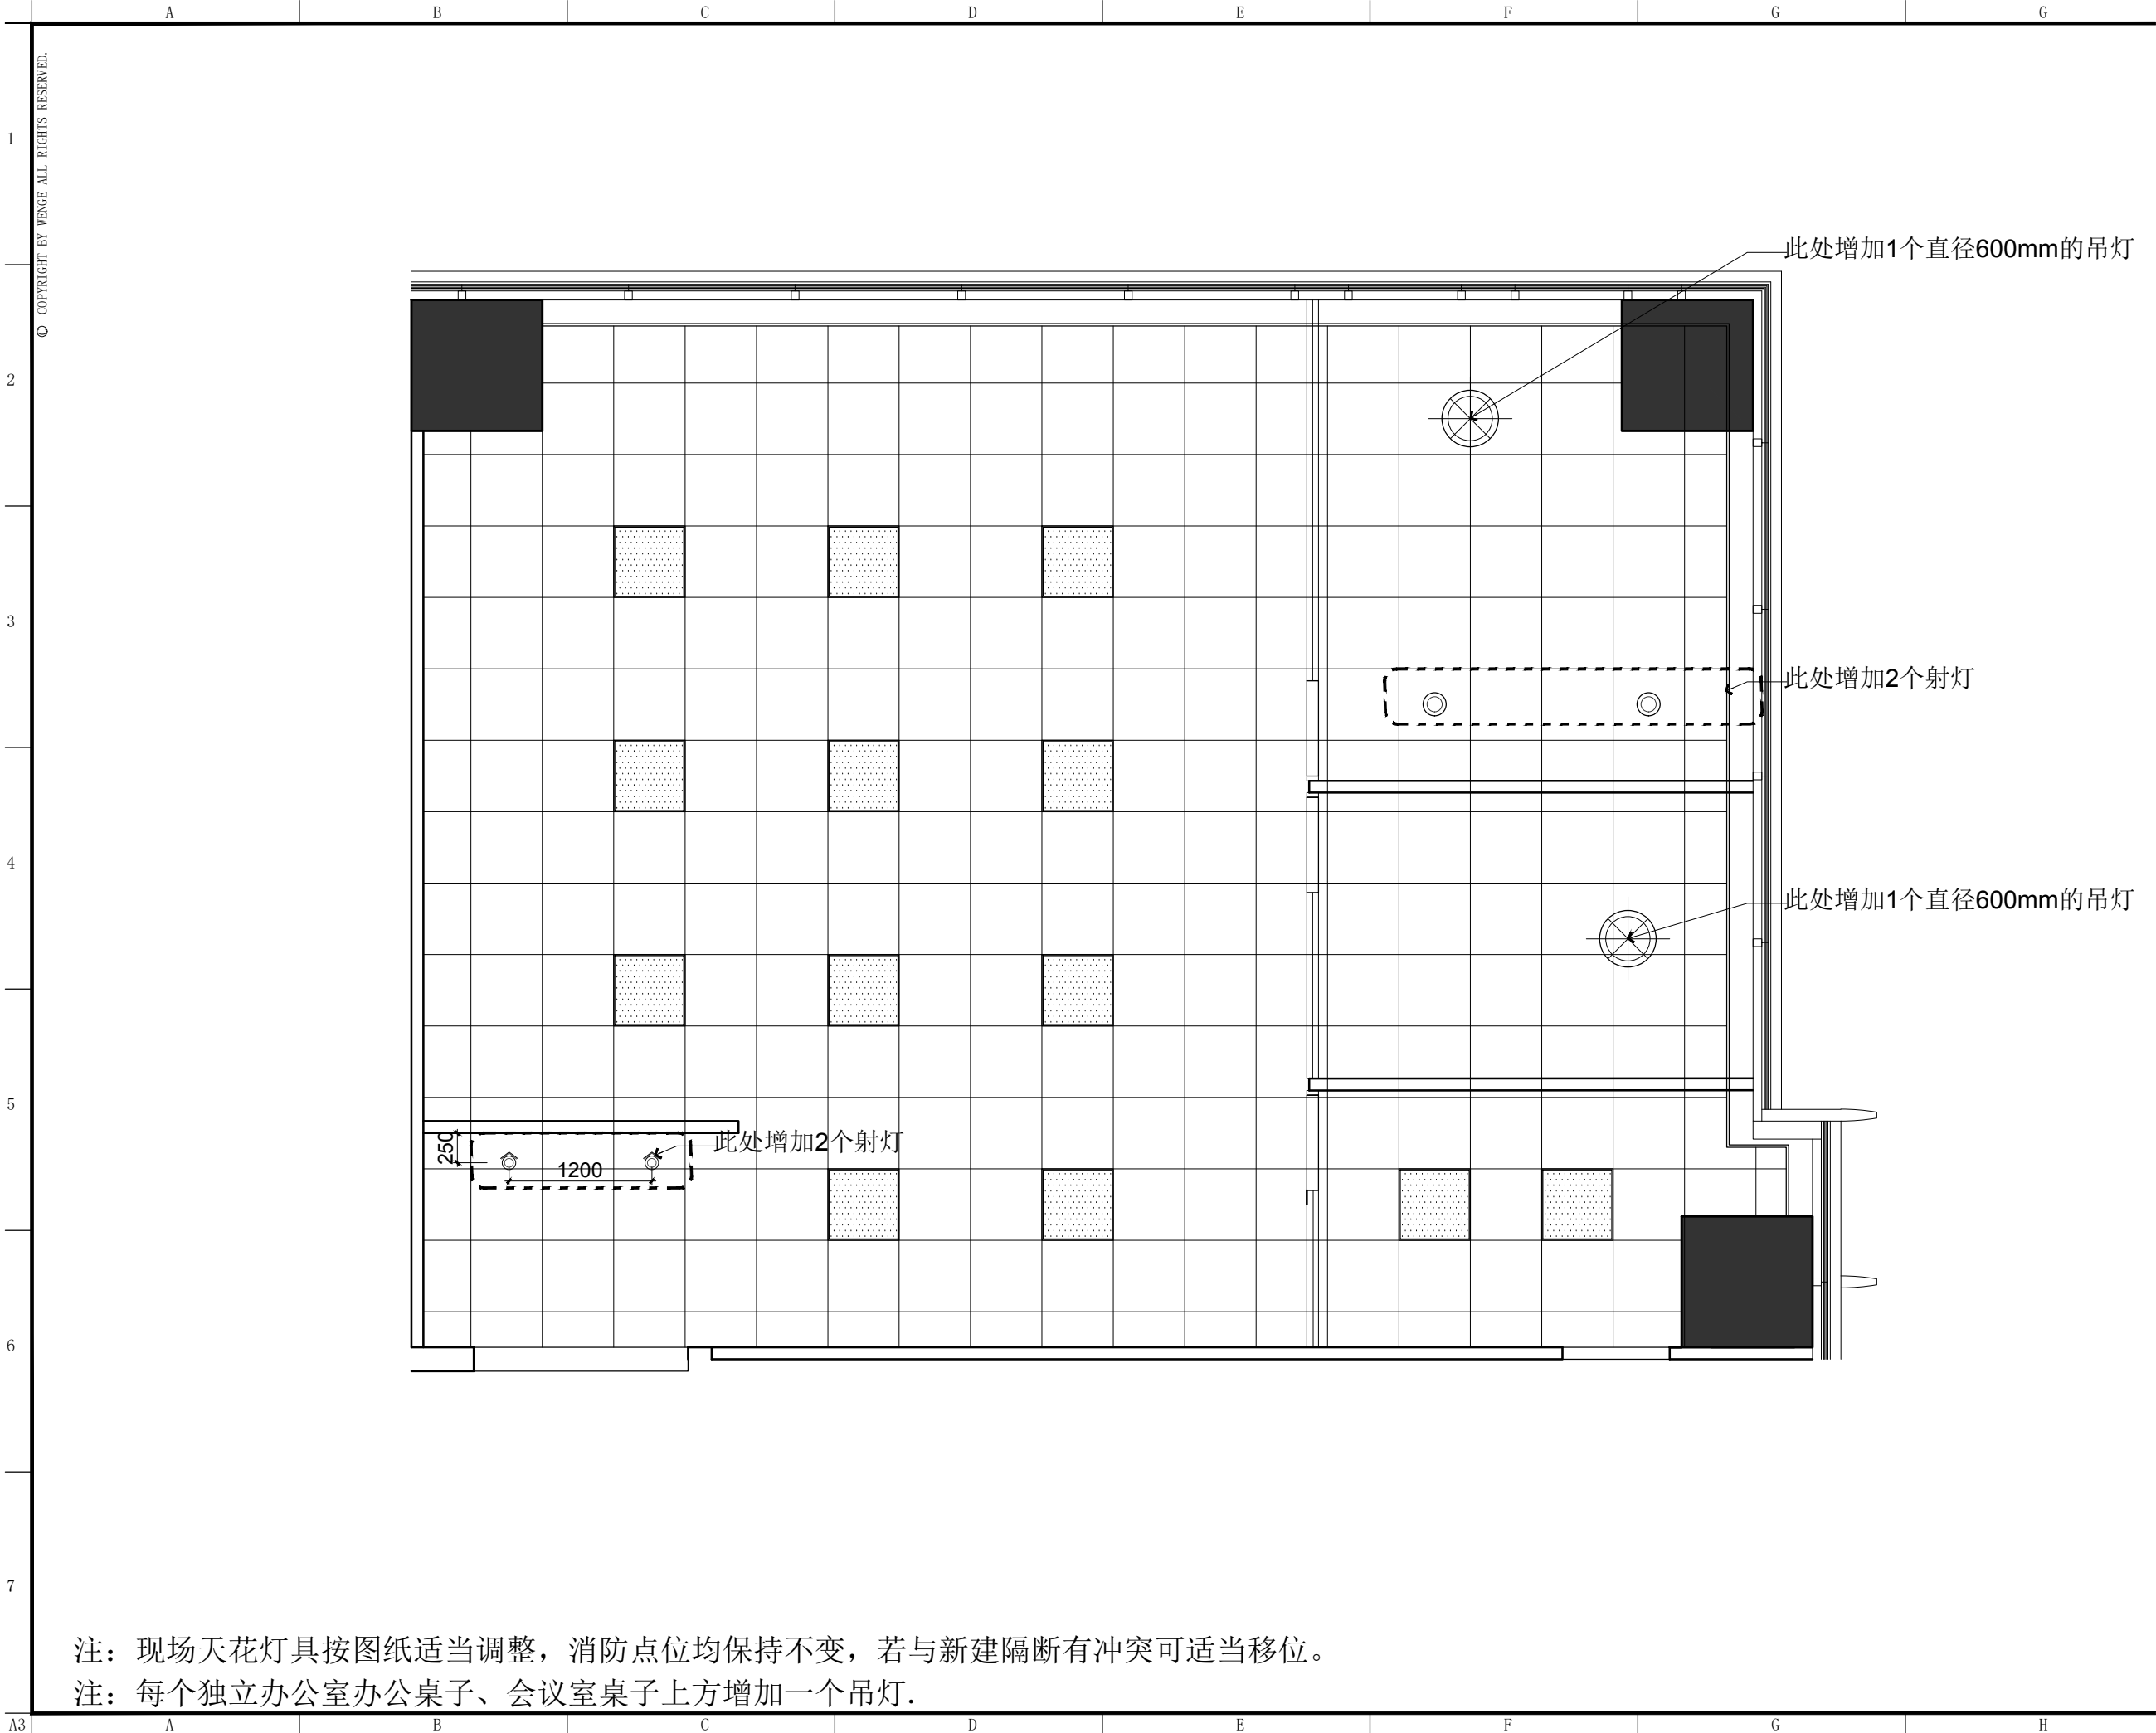 A B C D E F G G
© COPYRIGHT BY WENGE ALL RIGHTS RESERVED.
1
此处增加1个直径600mm的吊灯
2
3
此处增加2个射灯
4
此处增加1个直径600mm的吊灯
5
此处增加2个射灯
250
1200
6
7
注：现场天花灯具按图纸适当调整，消防点位均保持不变，若与新建隔断有冲突可适当移位。
注：每个独立办公室办公桌子、会议室桌子上方增加一个吊灯.
A3 A B C D E F G H